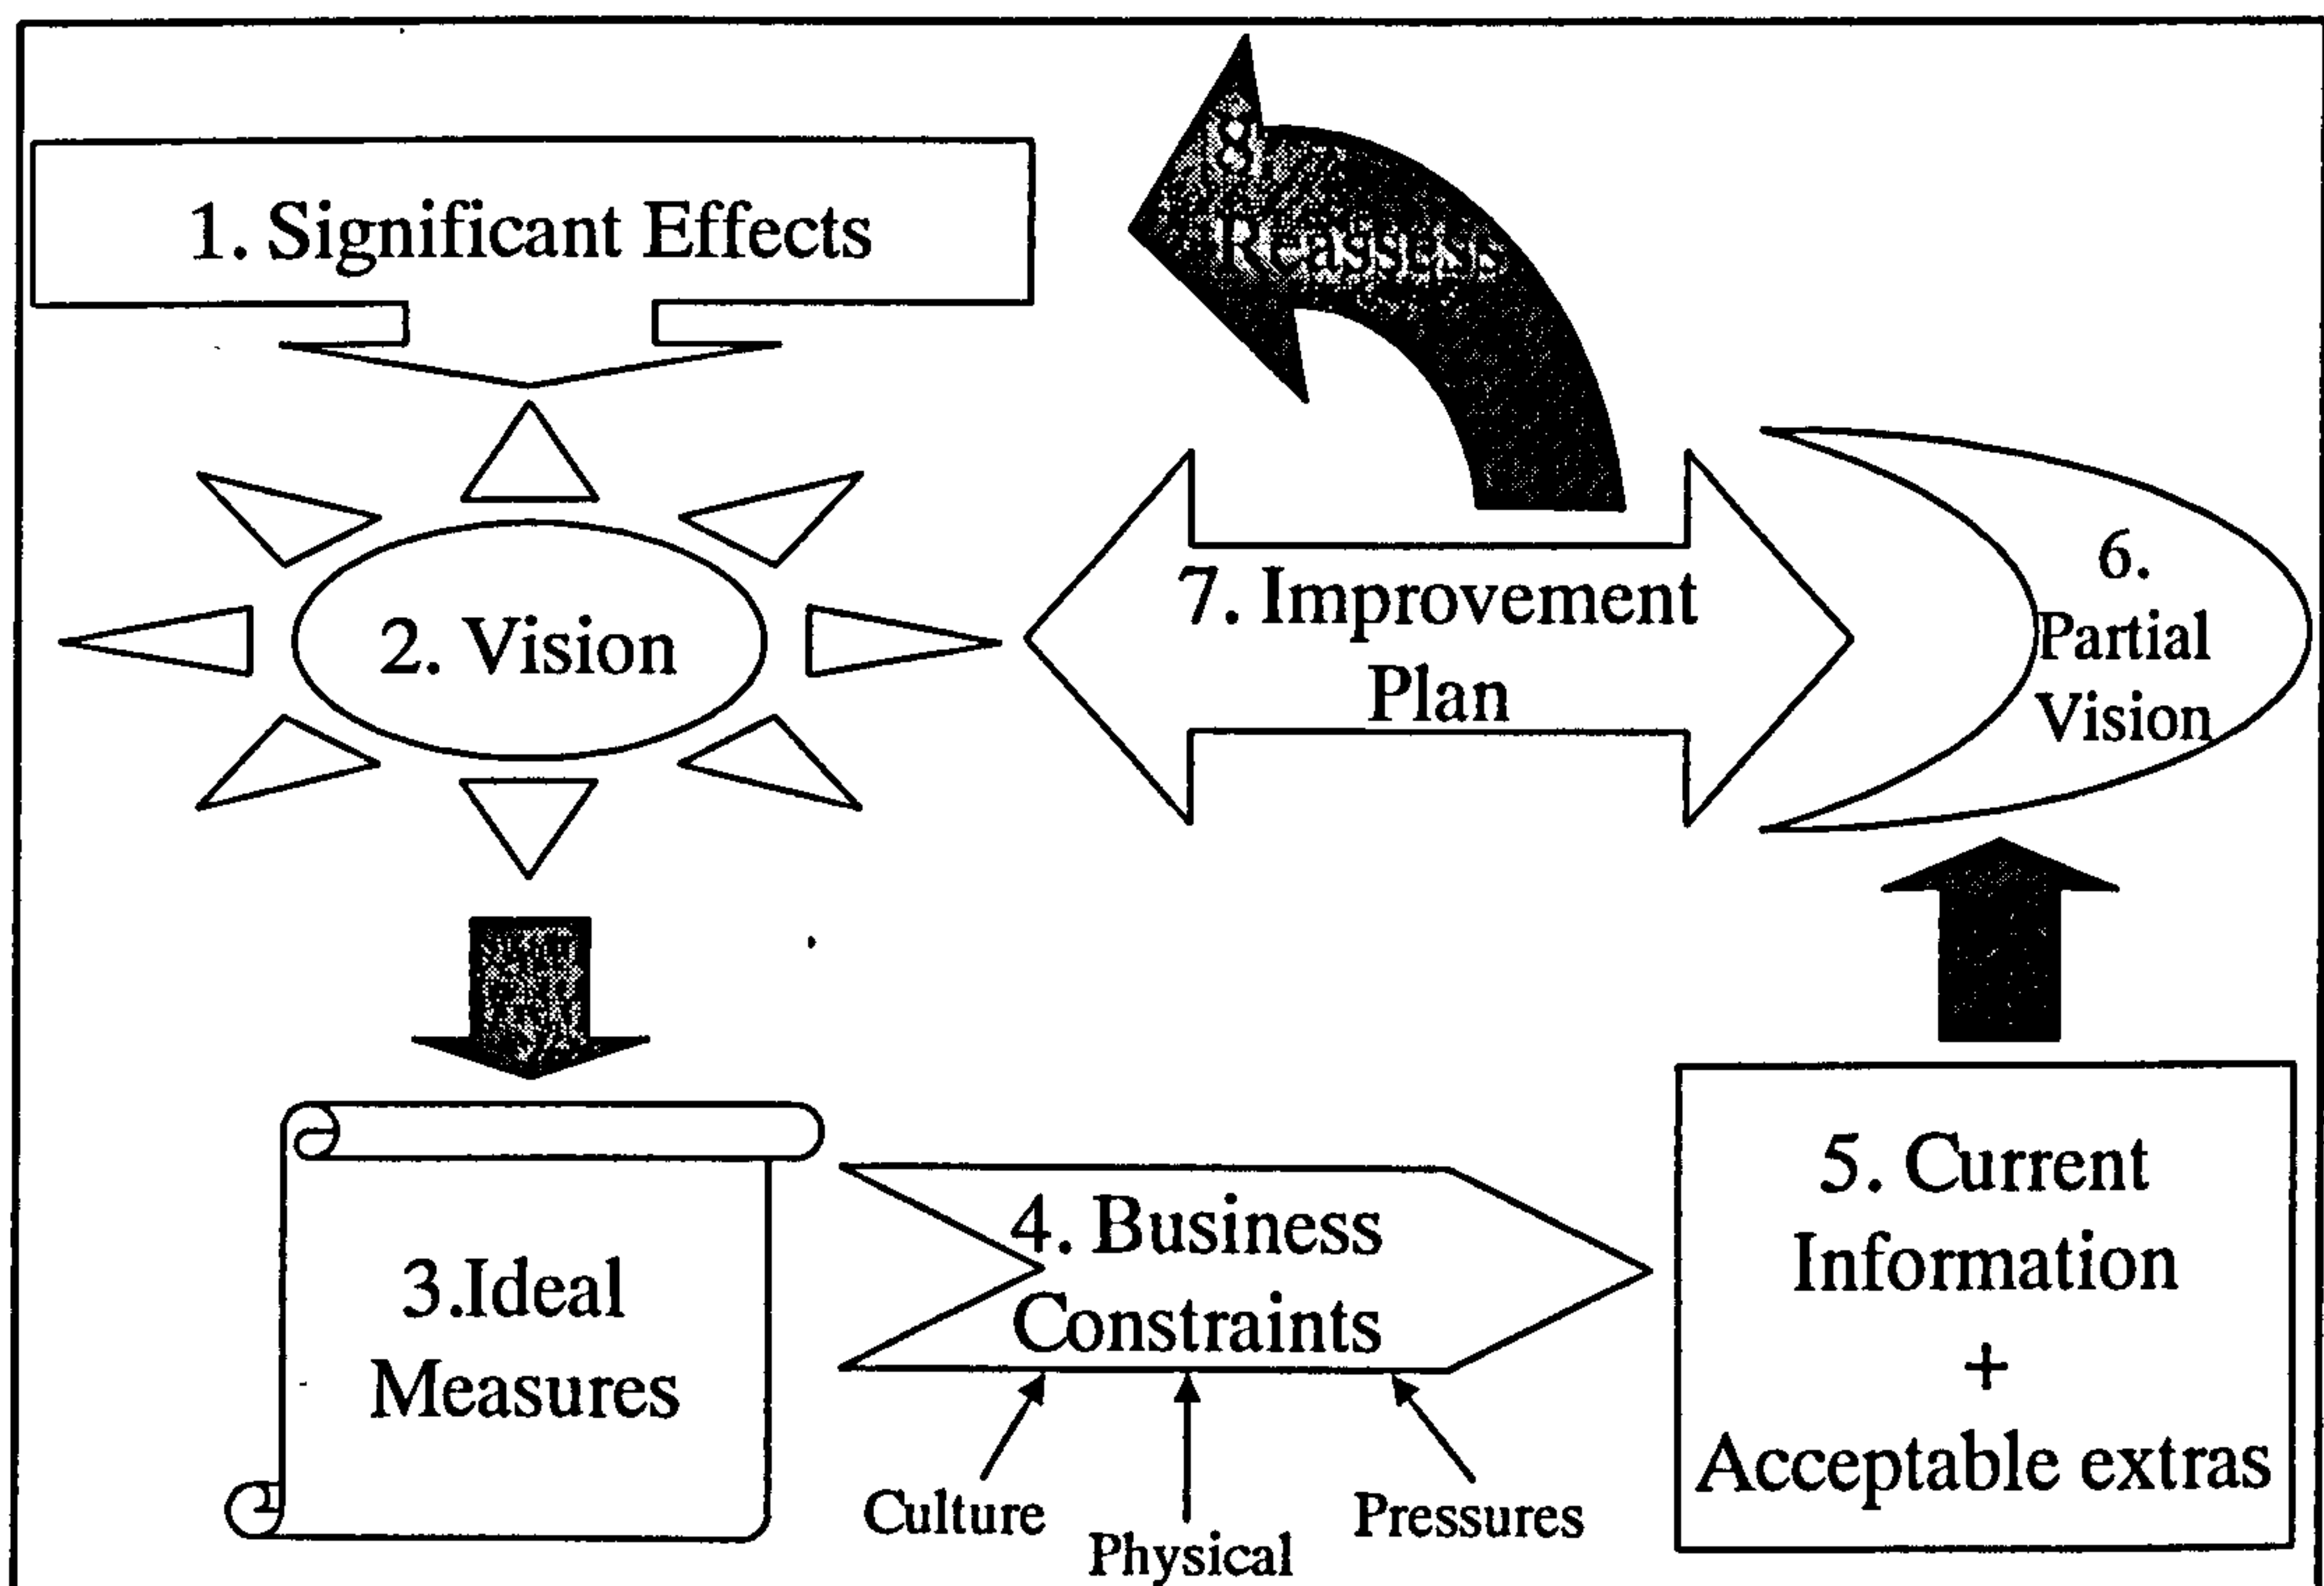 1. Significant Effects
2. Vision
3.Ideal
Measures
4. Business
Constraints
Culture
Physical
Pressures
5. Current
Information
+
Acceptable extras
6.
Partial
Vision
7. Improvement
Plan
8.
Reassess